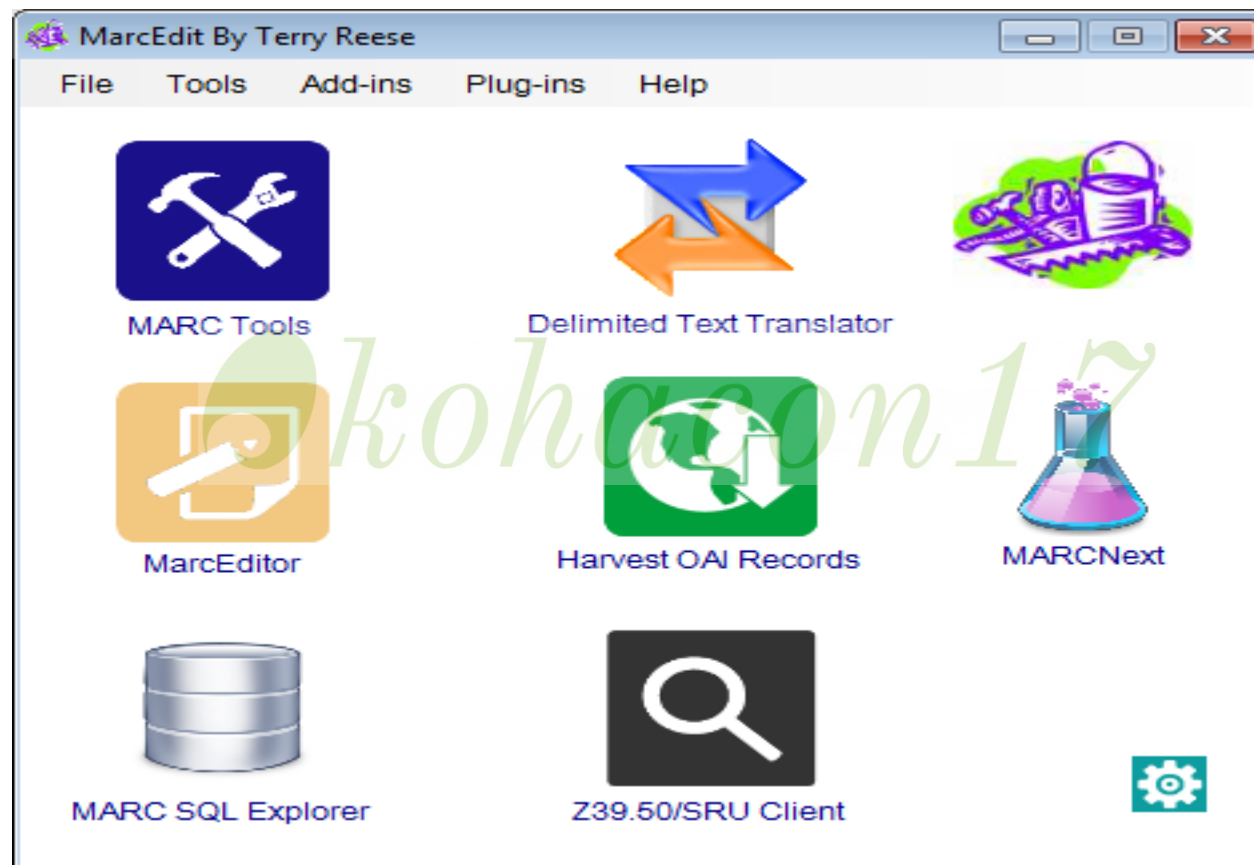 MarcEdit By Terry Reese
File Tools Add-ins Plug-ins Help
MARC Tools
Delimited Text Translator
kohacon17
MarcEditor
Harvest OAI Records
MARCNext
MARC SQL Explorer
Z39.50/SRU Client